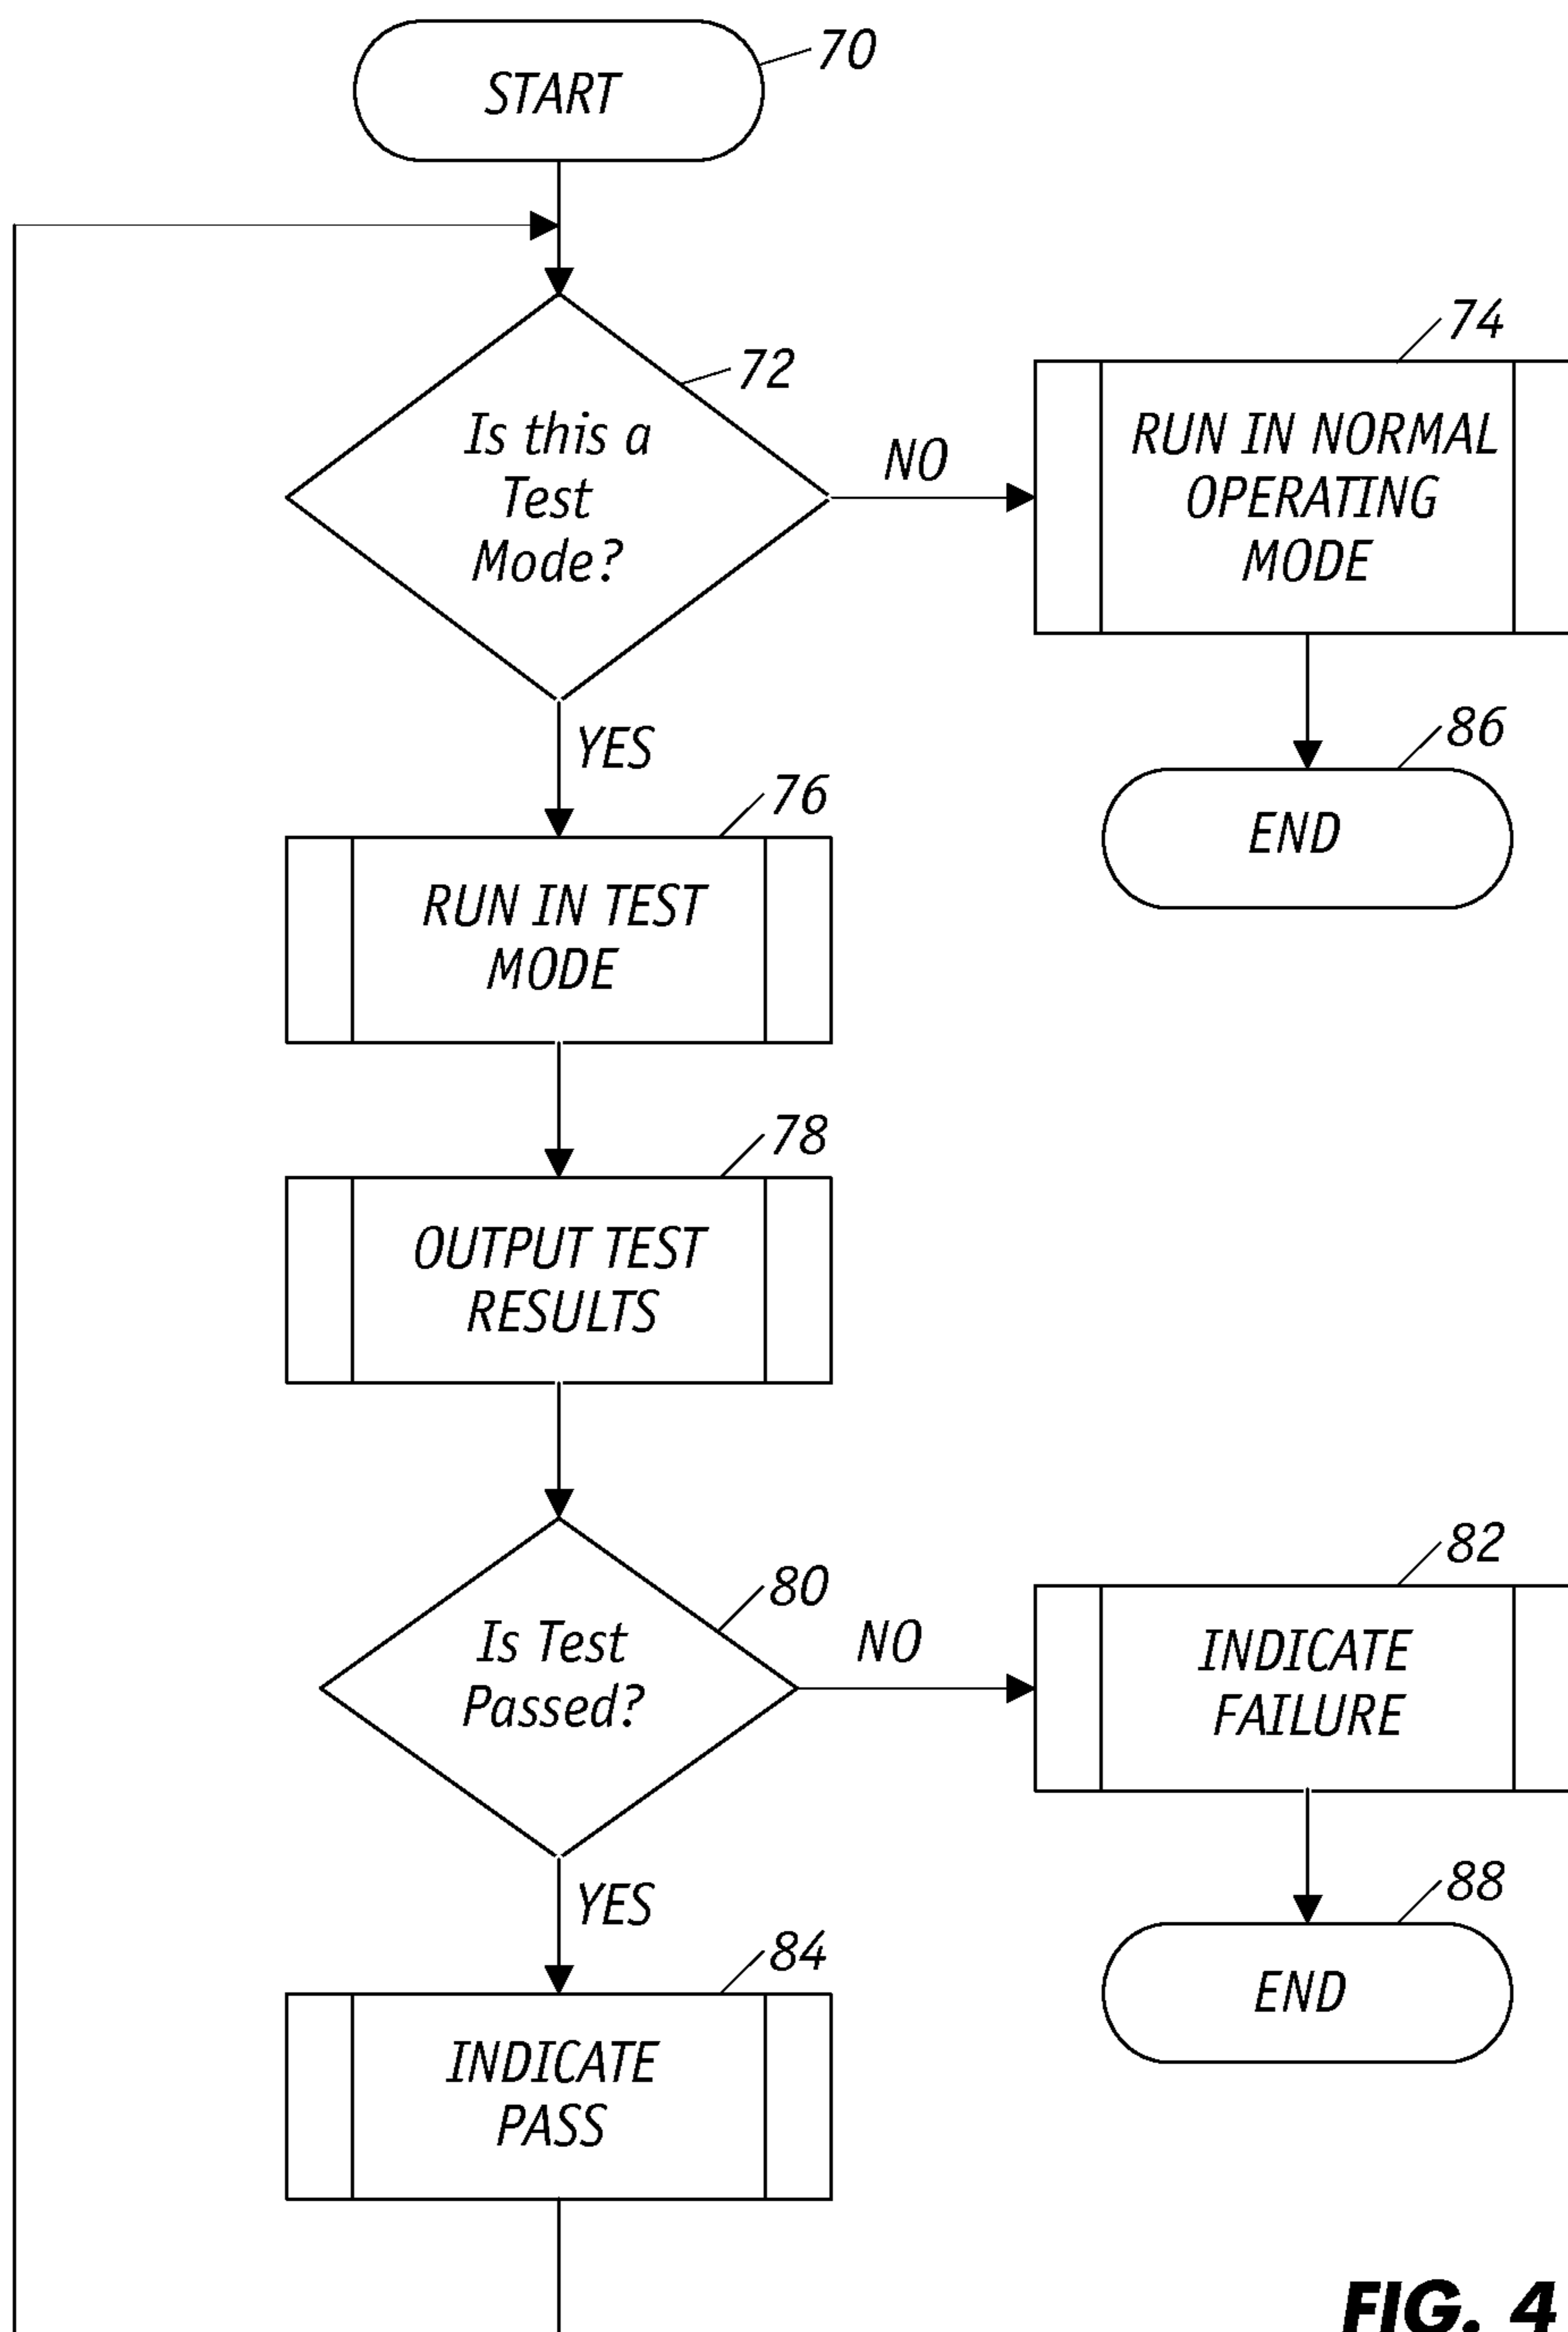 START
70
72
Is this a
Test
Mode?
NO
74
RUN IN NORMAL
OPERATING
MODE
YES
86
END
76
RUN IN TEST
MODE
78
OUTPUT TEST
RESULTS
80
Is Test
Passed?
NO
82
INDICATE
FAILURE
YES
88
END
84
INDICATE
PASS
FIG. 4